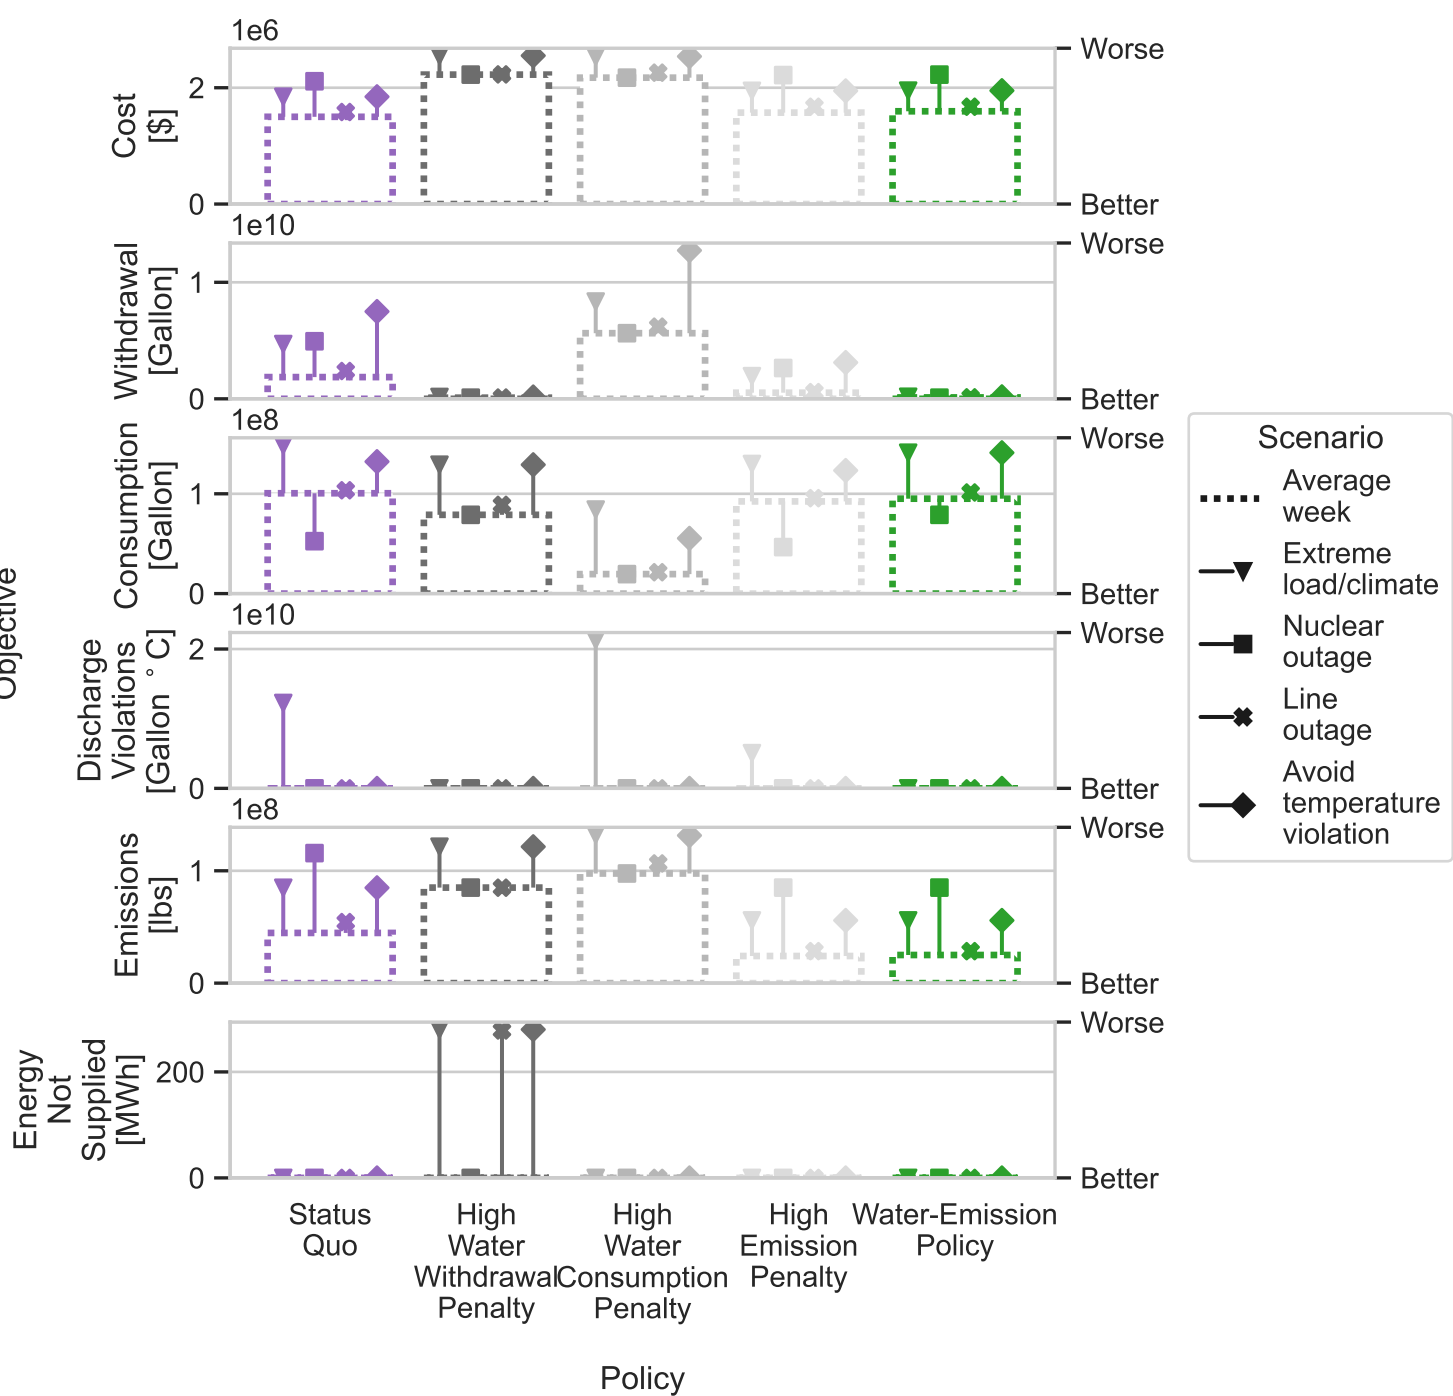 1e6
Cost
[$]
2
0
Worse
Better
1e10
Withdrawal
[Gallon]
1
0
Worse
Better
1e8
Consumption
[Gallon]
1
0
Worse
Better
1e10
Discharge
Violations
[Gallon °C]
2
0
Worse
Better
1e8
Emissions
[lbs]
1
0
Worse
Better
Energy
Not
Supplied
[MWh]
200
0
Worse
Better
Objective
Status
Quo
High
Water
Withdrawal
Penalty
High
Water
Consumption
Penalty
High
Emission
Penalty
Water-Emission
Policy
Policy
Scenario
Average
week
Extreme
load/climate
Nuclear
outage
Line
outage
Avoid
temperature
violation